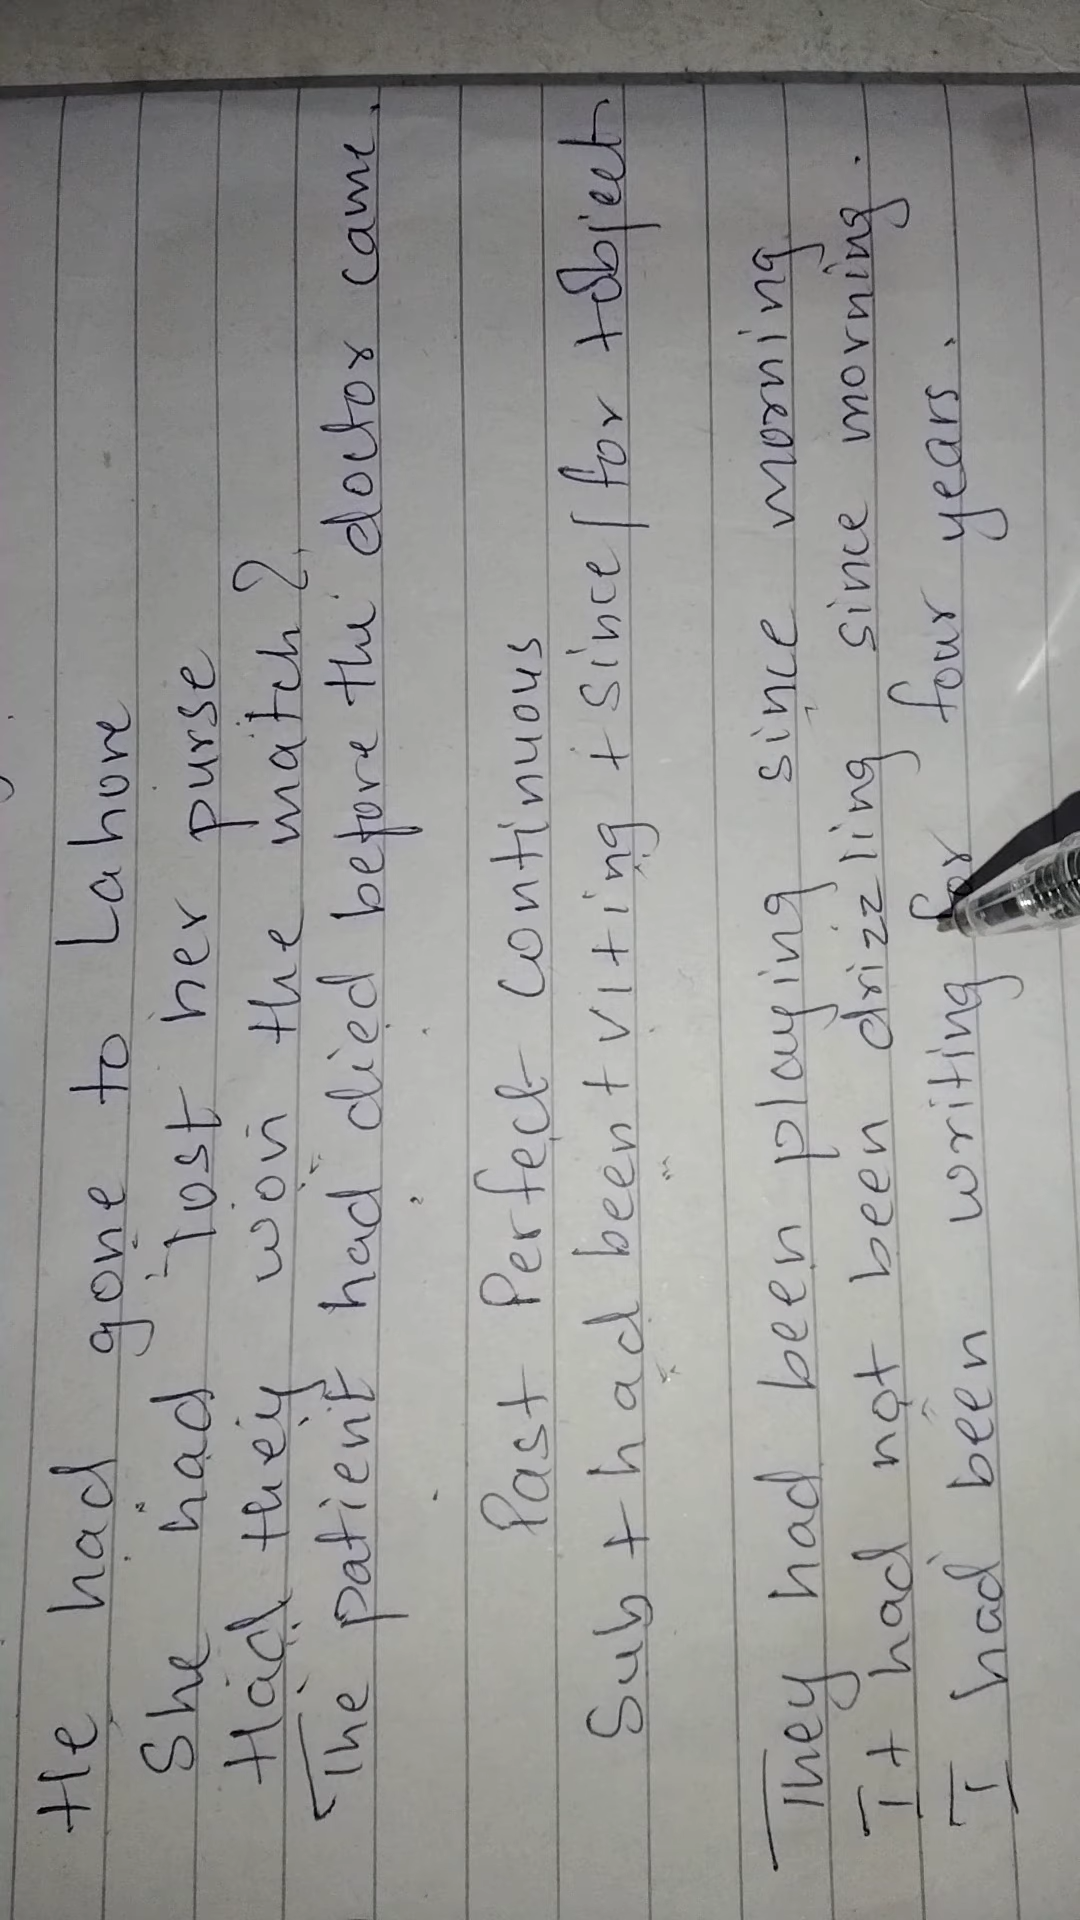 He had gone to Lahore
She had lost her purse
Had they won the match?
The patient had died before the doctor came.
Past Perfect Continuous
Sub + had been + v1 + ing + since / for + object
They had been playing since morning
It had not been drizzling since morning.
I had been writing for four years.